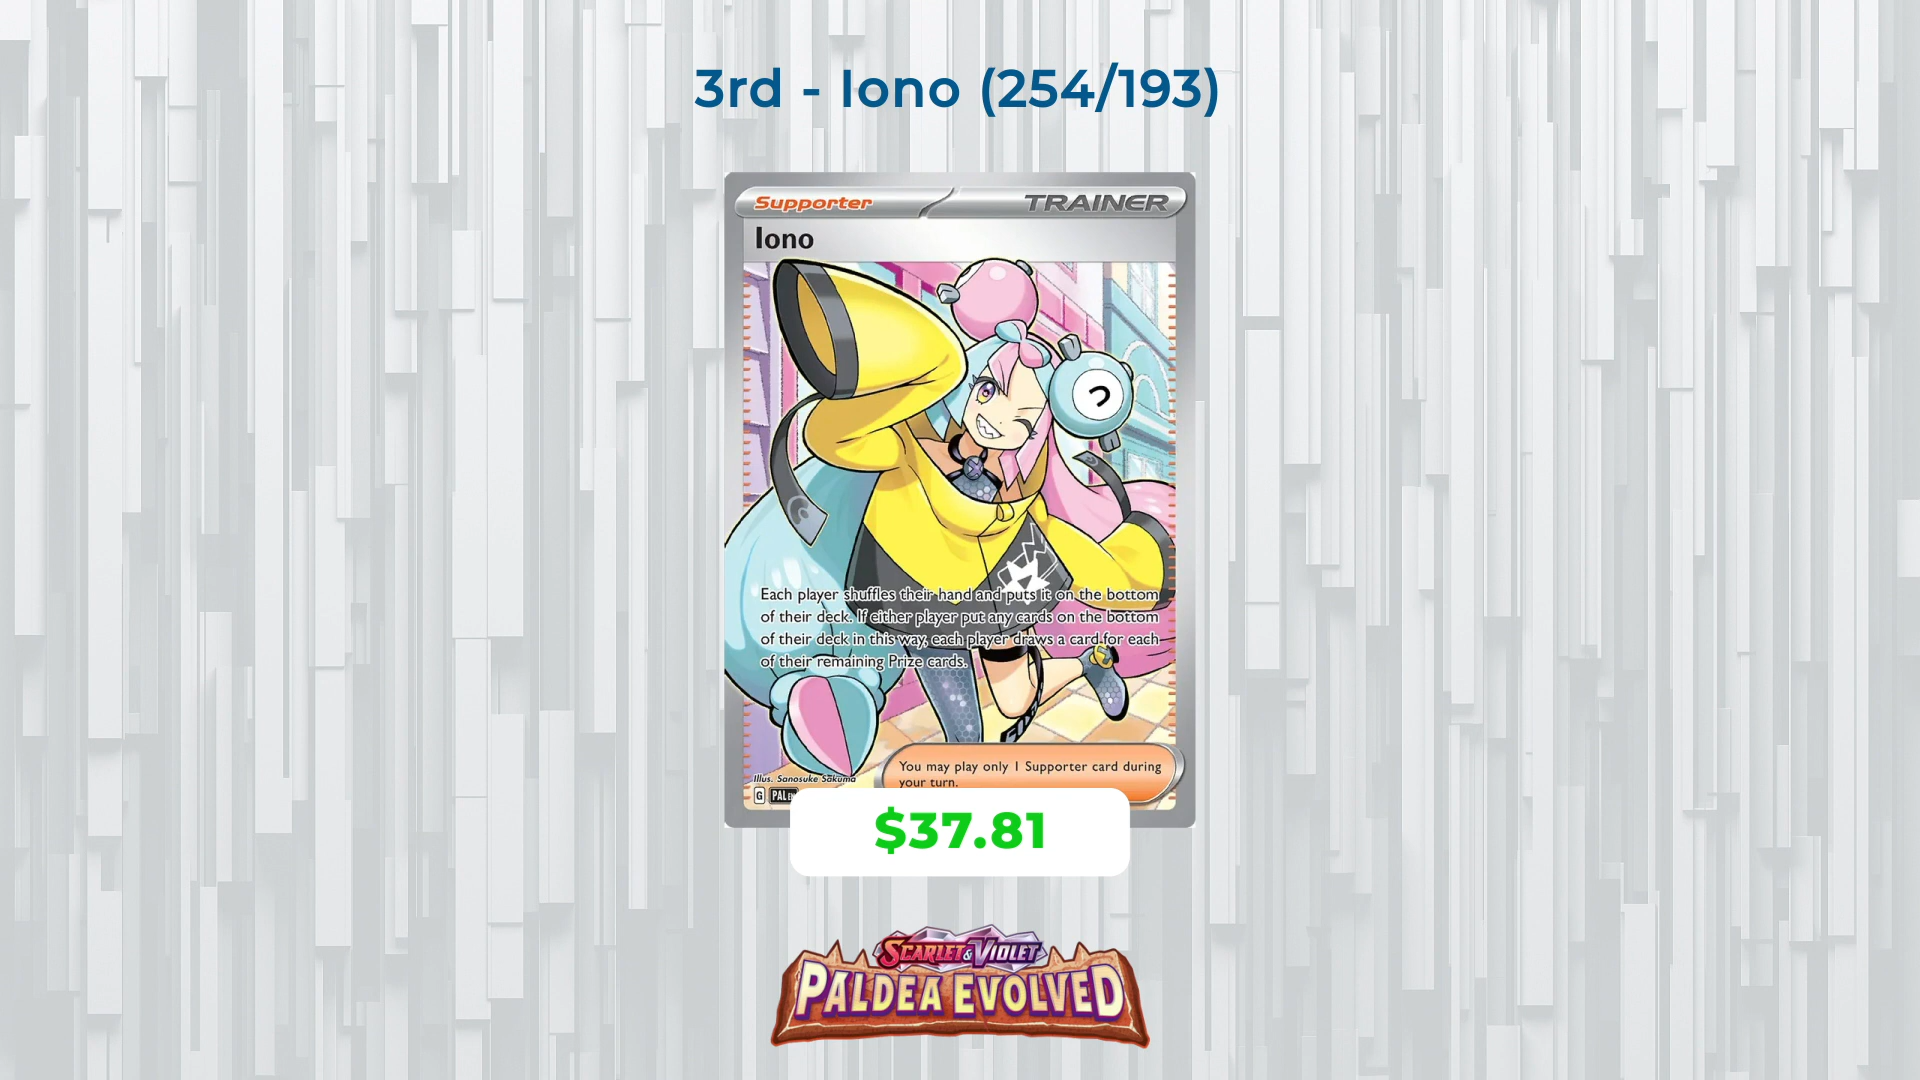 3rd - Iono (254/193)
Supporter
TRAINER
Iono
Each player shuffles their hand and puts it on the bottom
of their deck. If either player put any cards on the bottom
of their deck in this way, each player draws a card for each
of their remaining Prize cards.
You may play only 1 Supporter card during
your turn.
Illus. Sanosuke Sakuma
G PAL EN
$37.81
SCARLET & VIOLET
PALDEA EVOLVED